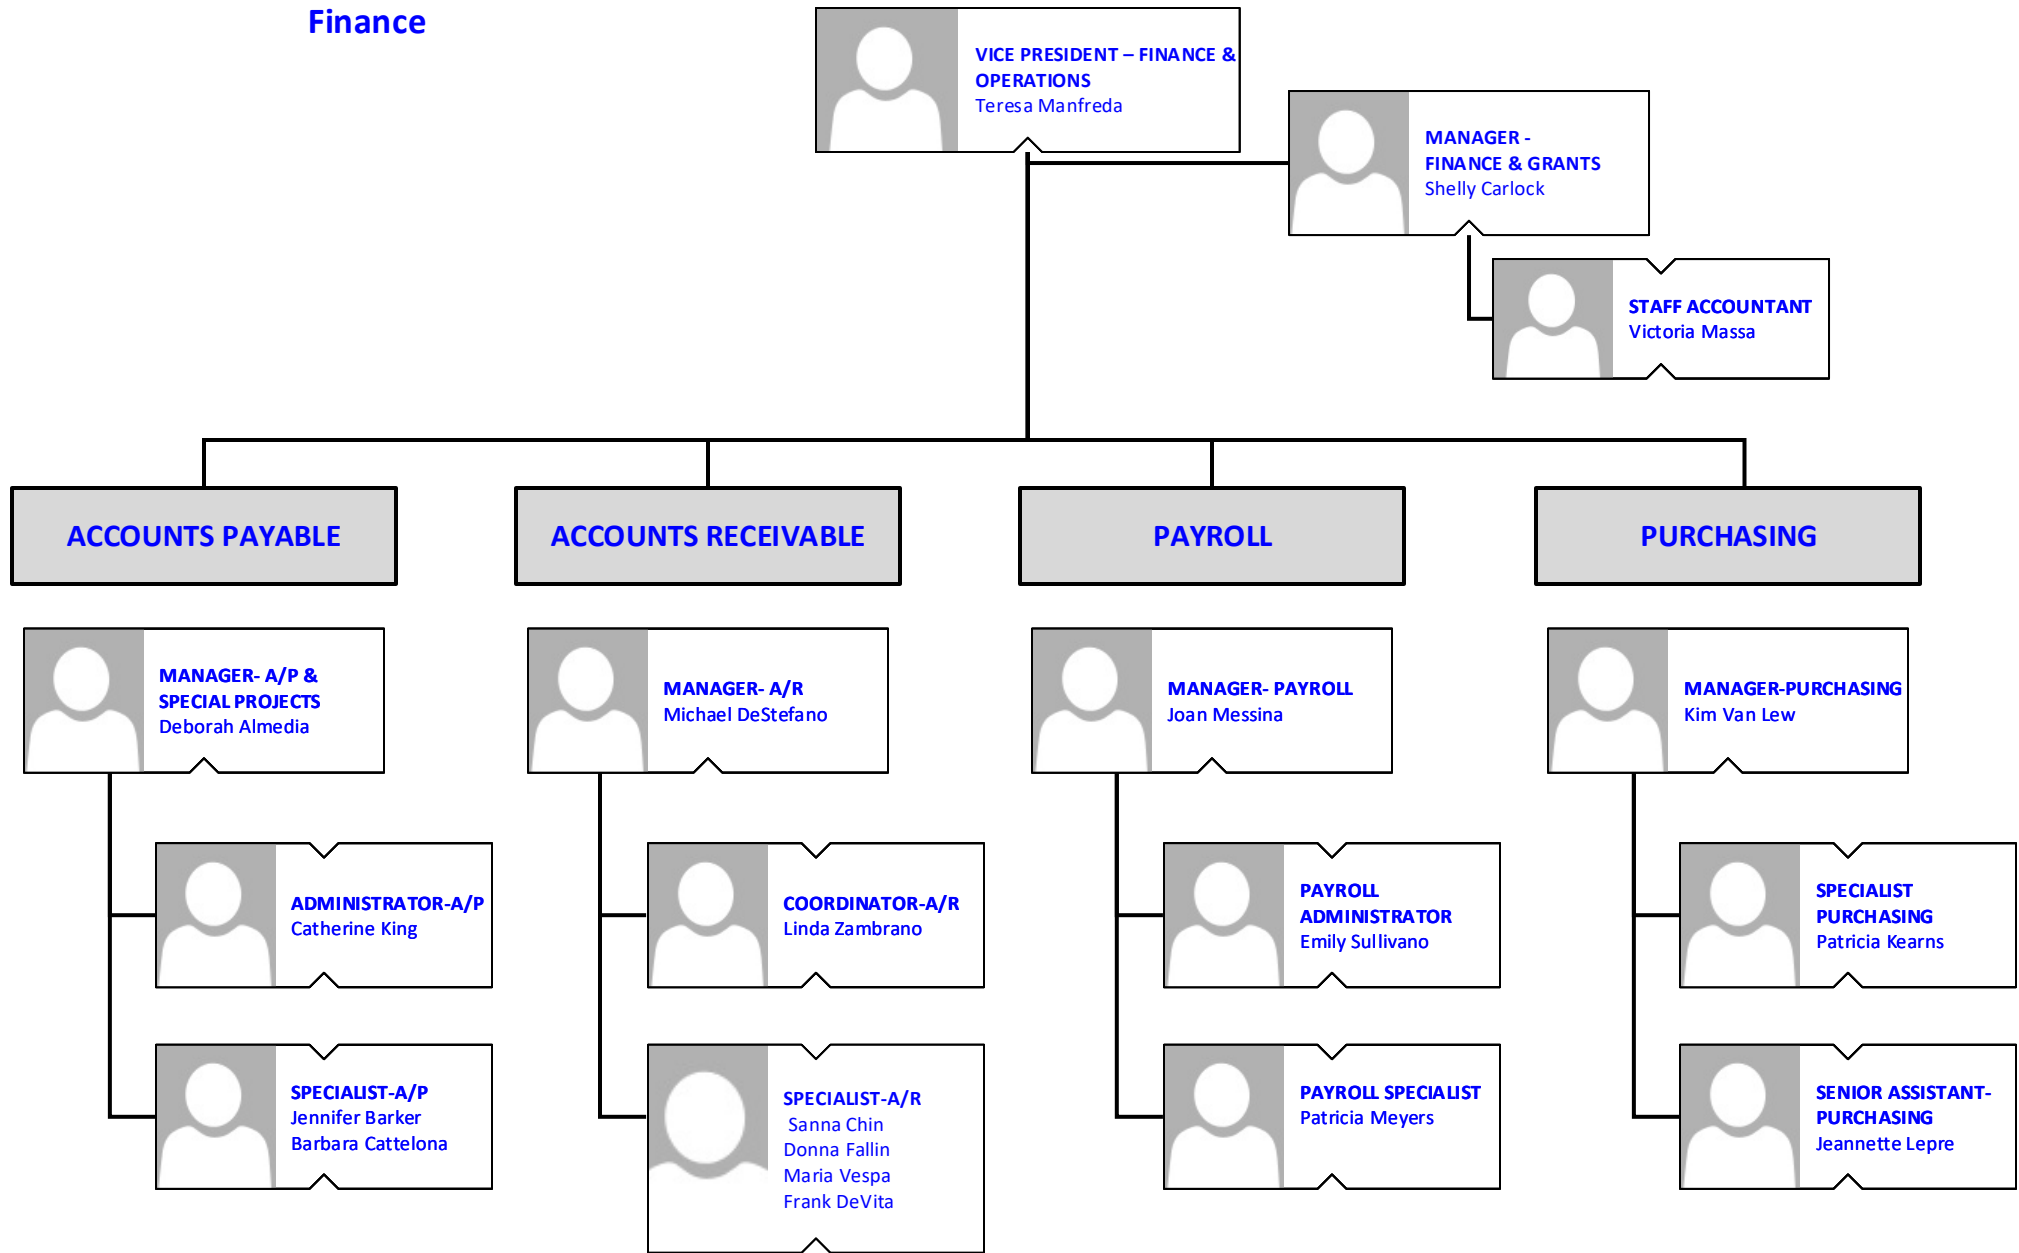 Finance
VICE PRESIDENT – FINANCE &
OPERATIONS
Teresa Manfreda
MANAGER -
FINANCE & GRANTS
Shelly Carlock
STAFF ACCOUNTANT
Victoria Massa
ACCOUNTS PAYABLE
ACCOUNTS RECEIVABLE
PAYROLL
PURCHASING
MANAGER- A/P &
SPECIAL PROJECTS
Deborah Almedia
MANAGER- A/R
Michael DeStefano
MANAGER- PAYROLL
Joan Messina
MANAGER-PURCHASING
Kim Van Lew
ADMINISTRATOR-A/P
Catherine King
COORDINATOR-A/R
Linda Zambrano
PAYROLL
ADMINISTRATOR
Emily Sullivano
SPECIALIST
PURCHASING
Patricia Kearns
SPECIALIST-A/P
Jennifer Barker
Barbara Cattelona
SPECIALIST-A/R
Sanna Chin
Donna Fallin
Maria Vespa
Frank DeVita
PAYROLL SPECIALIST
Patricia Meyers
SENIOR ASSISTANT-
PURCHASING
Jeannette Lepre